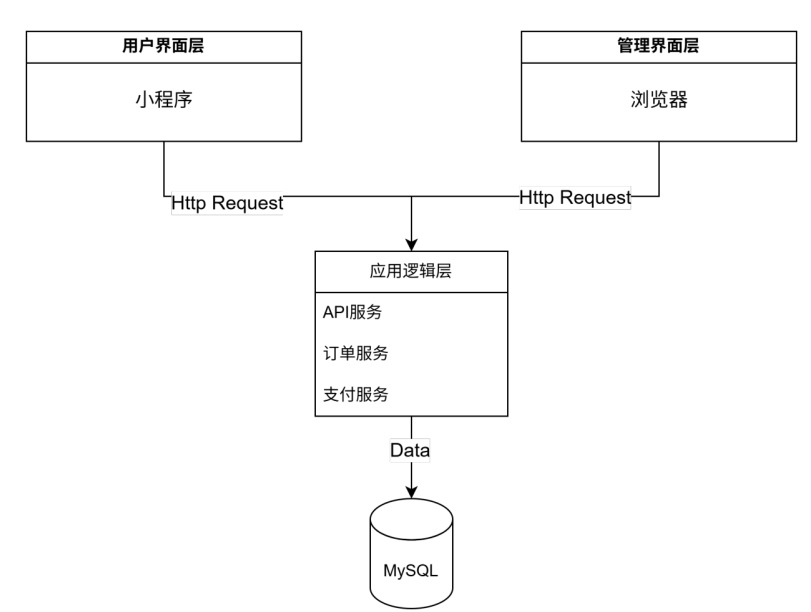 用户界面层
管理界面层
小程序
浏览器
Http Request
Http Request
应用逻辑层
API服务
订单服务
支付服务
Data
MySQL